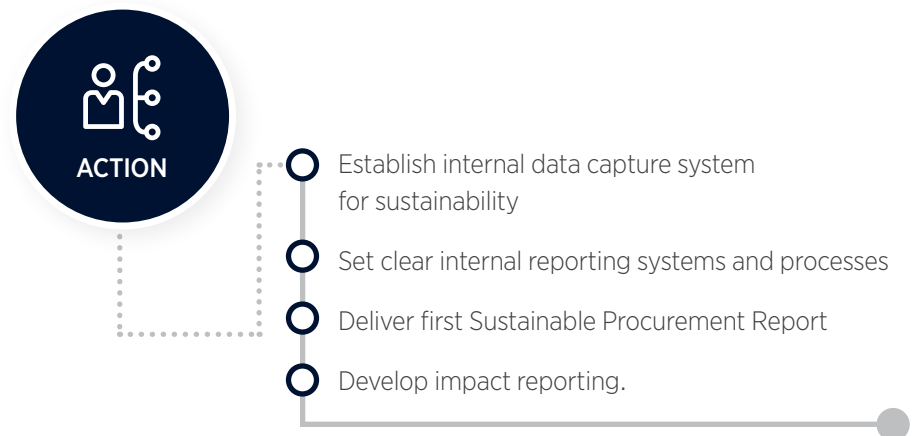 ACTION
Establish internal data capture system
for sustainability
Set clear internal reporting systems and processes
Deliver first Sustainable Procurement Report
Develop impact reporting.